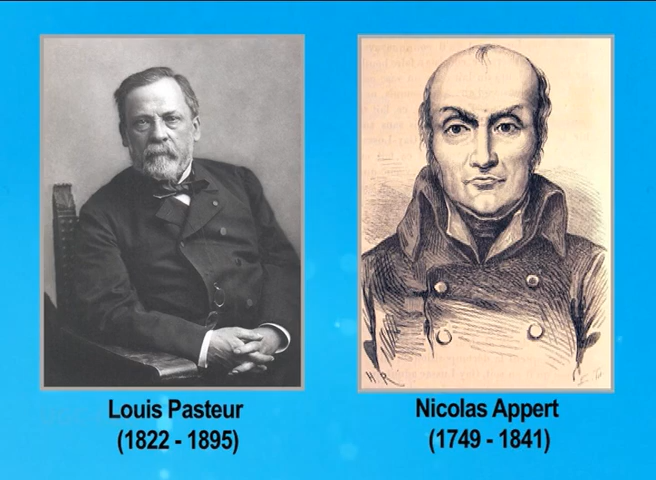 Louis Pasteur
(1822 - 1895)
Nicolas Appert
(1749 - 1841)
H R